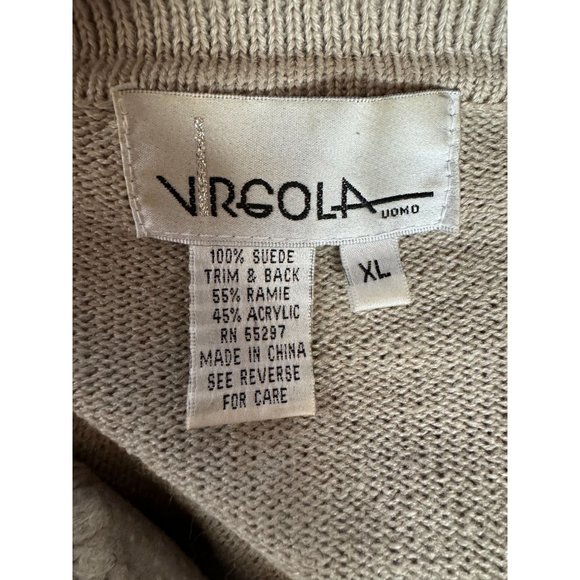 VIRGOLA
UOMO
XL
100% SUEDE
TRIM & BACK
55% RAMIE
45% ACRYLIC
RN 55297
MADE IN CHINA
SEE REVERSE
FOR CARE